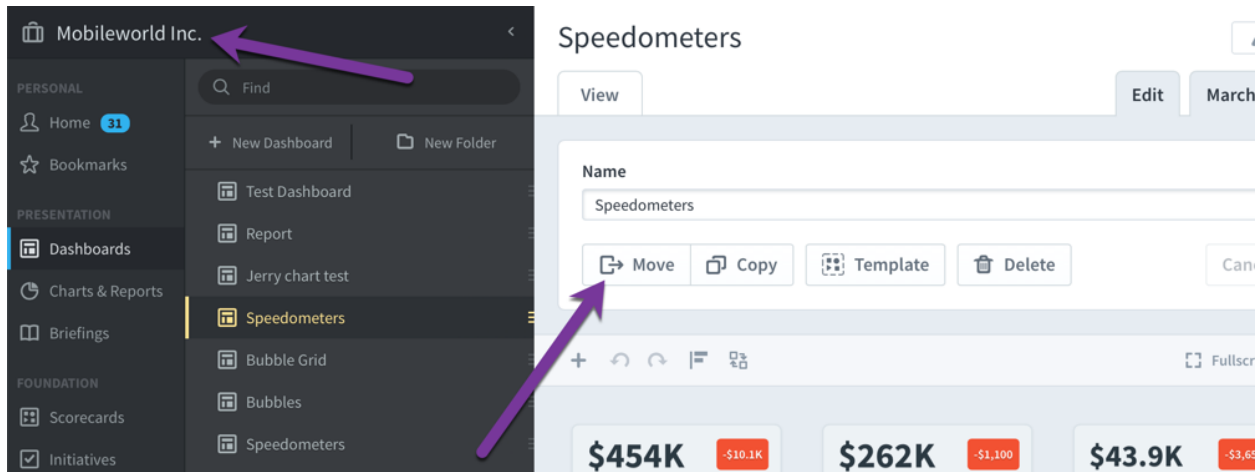 Mobileworld Inc.
PERSONAL
Home 31
Bookmarks
PRESENTATION
Dashboards
Charts & Reports
Briefings
FOUNDATION
Scorecards
Initiatives
Find
+ New Dashboard
New Folder
Test Dashboard
Report
Jerry chart test
Speedometers
Bubble Grid
Bubbles
Speedometers
Speedometers
View
Edit
March
Name
Speedometers
Move
Copy
Template
Delete
Canc
Fullscr
$454K -$10.1K
$262K -$1,100
$43.9K